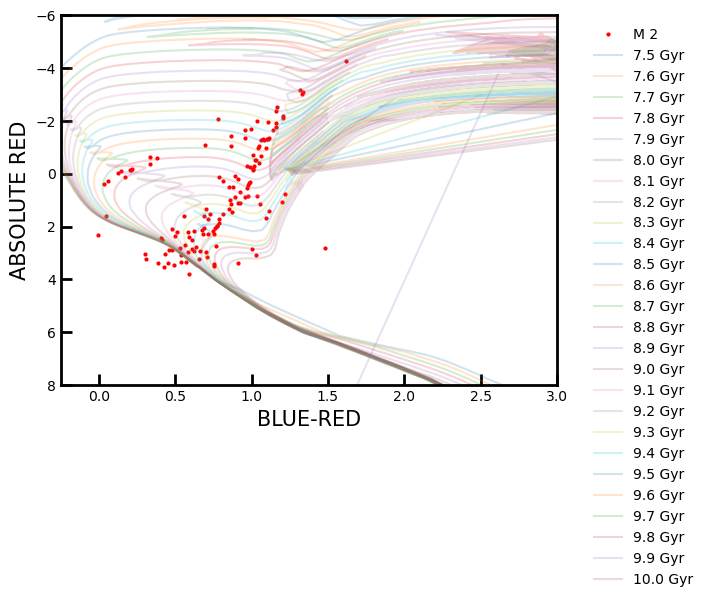 −6
−4
−2
0
2
4
6
8
ABSOLUTE RED
0.0 0.5 1.0 1.5 2.0 2.5 3.0
BLUE-RED
M 2
7.5 Gyr
7.6 Gyr
7.7 Gyr
7.8 Gyr
7.9 Gyr
8.0 Gyr
8.1 Gyr
8.2 Gyr
8.3 Gyr
8.4 Gyr
8.5 Gyr
8.6 Gyr
8.7 Gyr
8.8 Gyr
8.9 Gyr
9.0 Gyr
9.1 Gyr
9.2 Gyr
9.3 Gyr
9.4 Gyr
9.5 Gyr
9.6 Gyr
9.7 Gyr
9.8 Gyr
9.9 Gyr
10.0 Gyr